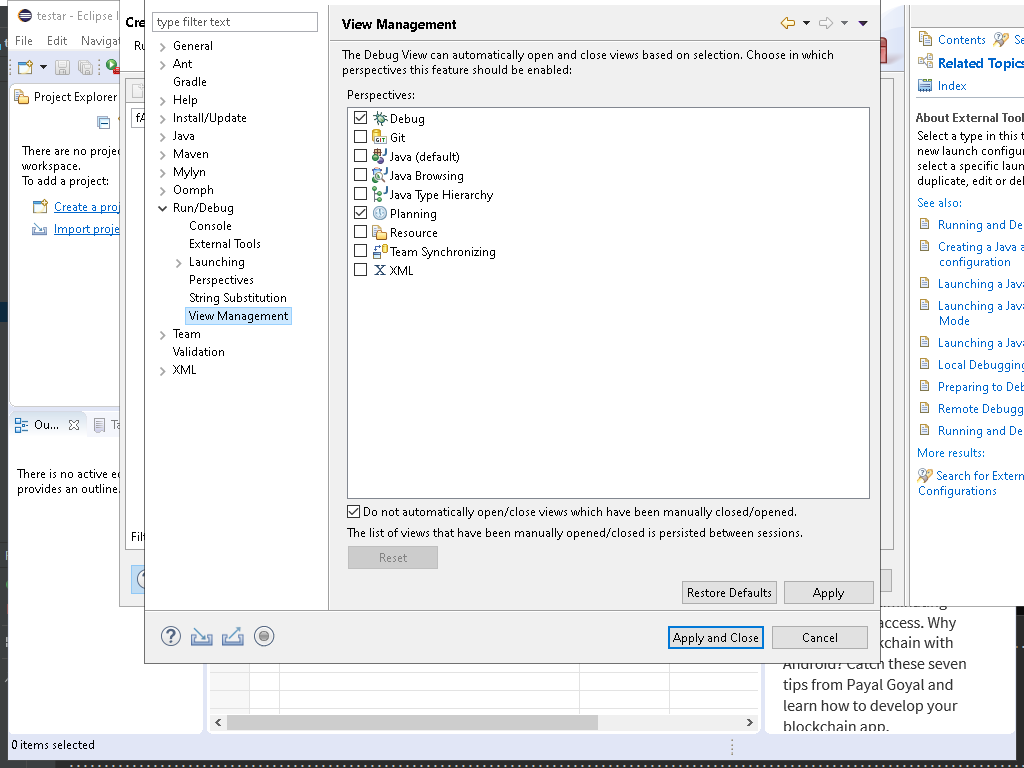 testar - Eclipse I
File
Edit
Navigat
Project Explorer
There are no proje
workspace.
To add a project:
Create a proj
Import proje
Ou...
Ta
There is no active ed
provides an outline.
0 items selected
Cre
Ru
fA
Filt
type filter text
General
Ant
Gradle
Help
Install/Update
Java
Maven
Mylyn
Oomph
Run/Debug
Console
External Tools
Launching
Perspectives
String Substitution
View Management
Team
Validation
XML
View Management
The Debug View can automatically open and close views based on selection. Choose in which
perspectives this feature should be enabled:
Perspectives:
Debug
Git
Java (default)
Java Browsing
Java Type Hierarchy
Planning
Resource
Team Synchronizing
XML
Do not automatically open/close views which have been manually closed/opened.
The list of views that have been manually opened/closed is persisted between sessions.
Reset
Restore Defaults
Apply
Apply and Close
Cancel
Contents
Se
Related Topics
Index
About External Tool
Select a type in this t
new launch configur
select a specific laun
duplicate, edit or del
See also:
Running and De
Creating a Java a
configuration
Launching a Java
Launching a Java
Mode
Launching a Java
Local Debugging
Preparing to Deb
Remote Debugg
Running and De
More results:
Search for Extern
Configurations
access. Why
kchain with
Android? Catch these seven
tips from Payal Goyal and
learn how to develop your
blockchain app.